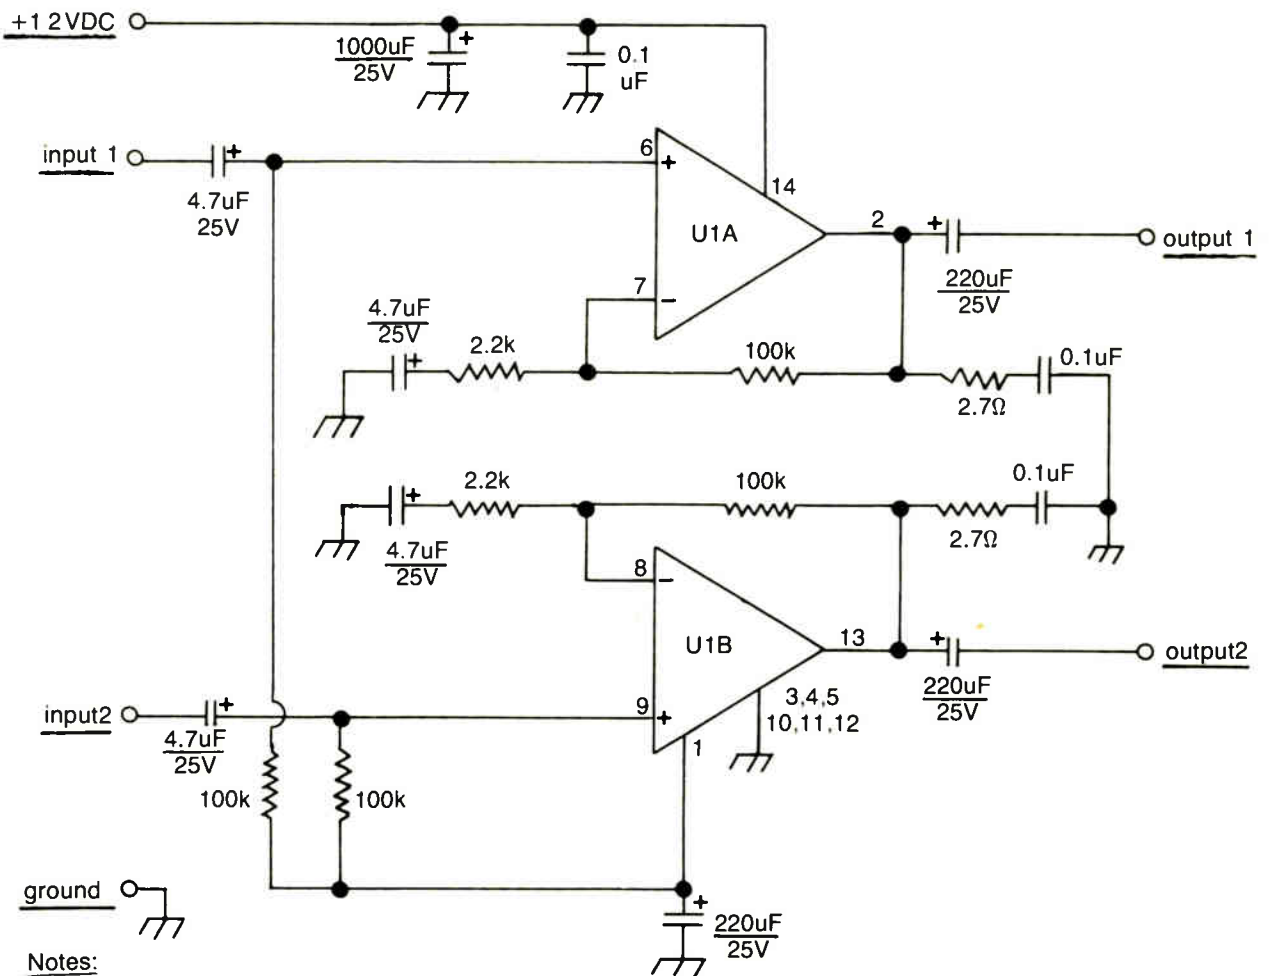 +12VDC
1000uF
25V
+
0.1
uF
input 1
+
4.7uF
25V
6
+
14
U1A
2
+
220uF
25V
output 1
7
−
4.7uF
25V
+
2.2k
100k
2.7Ω
0.1uF
2.2k
+
4.7uF
25V
100k
0.1uF
2.7Ω
8
−
U1B
13
+
220uF
25V
output2
3,4,5
10,11,12
input2
+
4.7uF
25V
9
+
1
100k
100k
ground
+
220uF
25V
Notes: